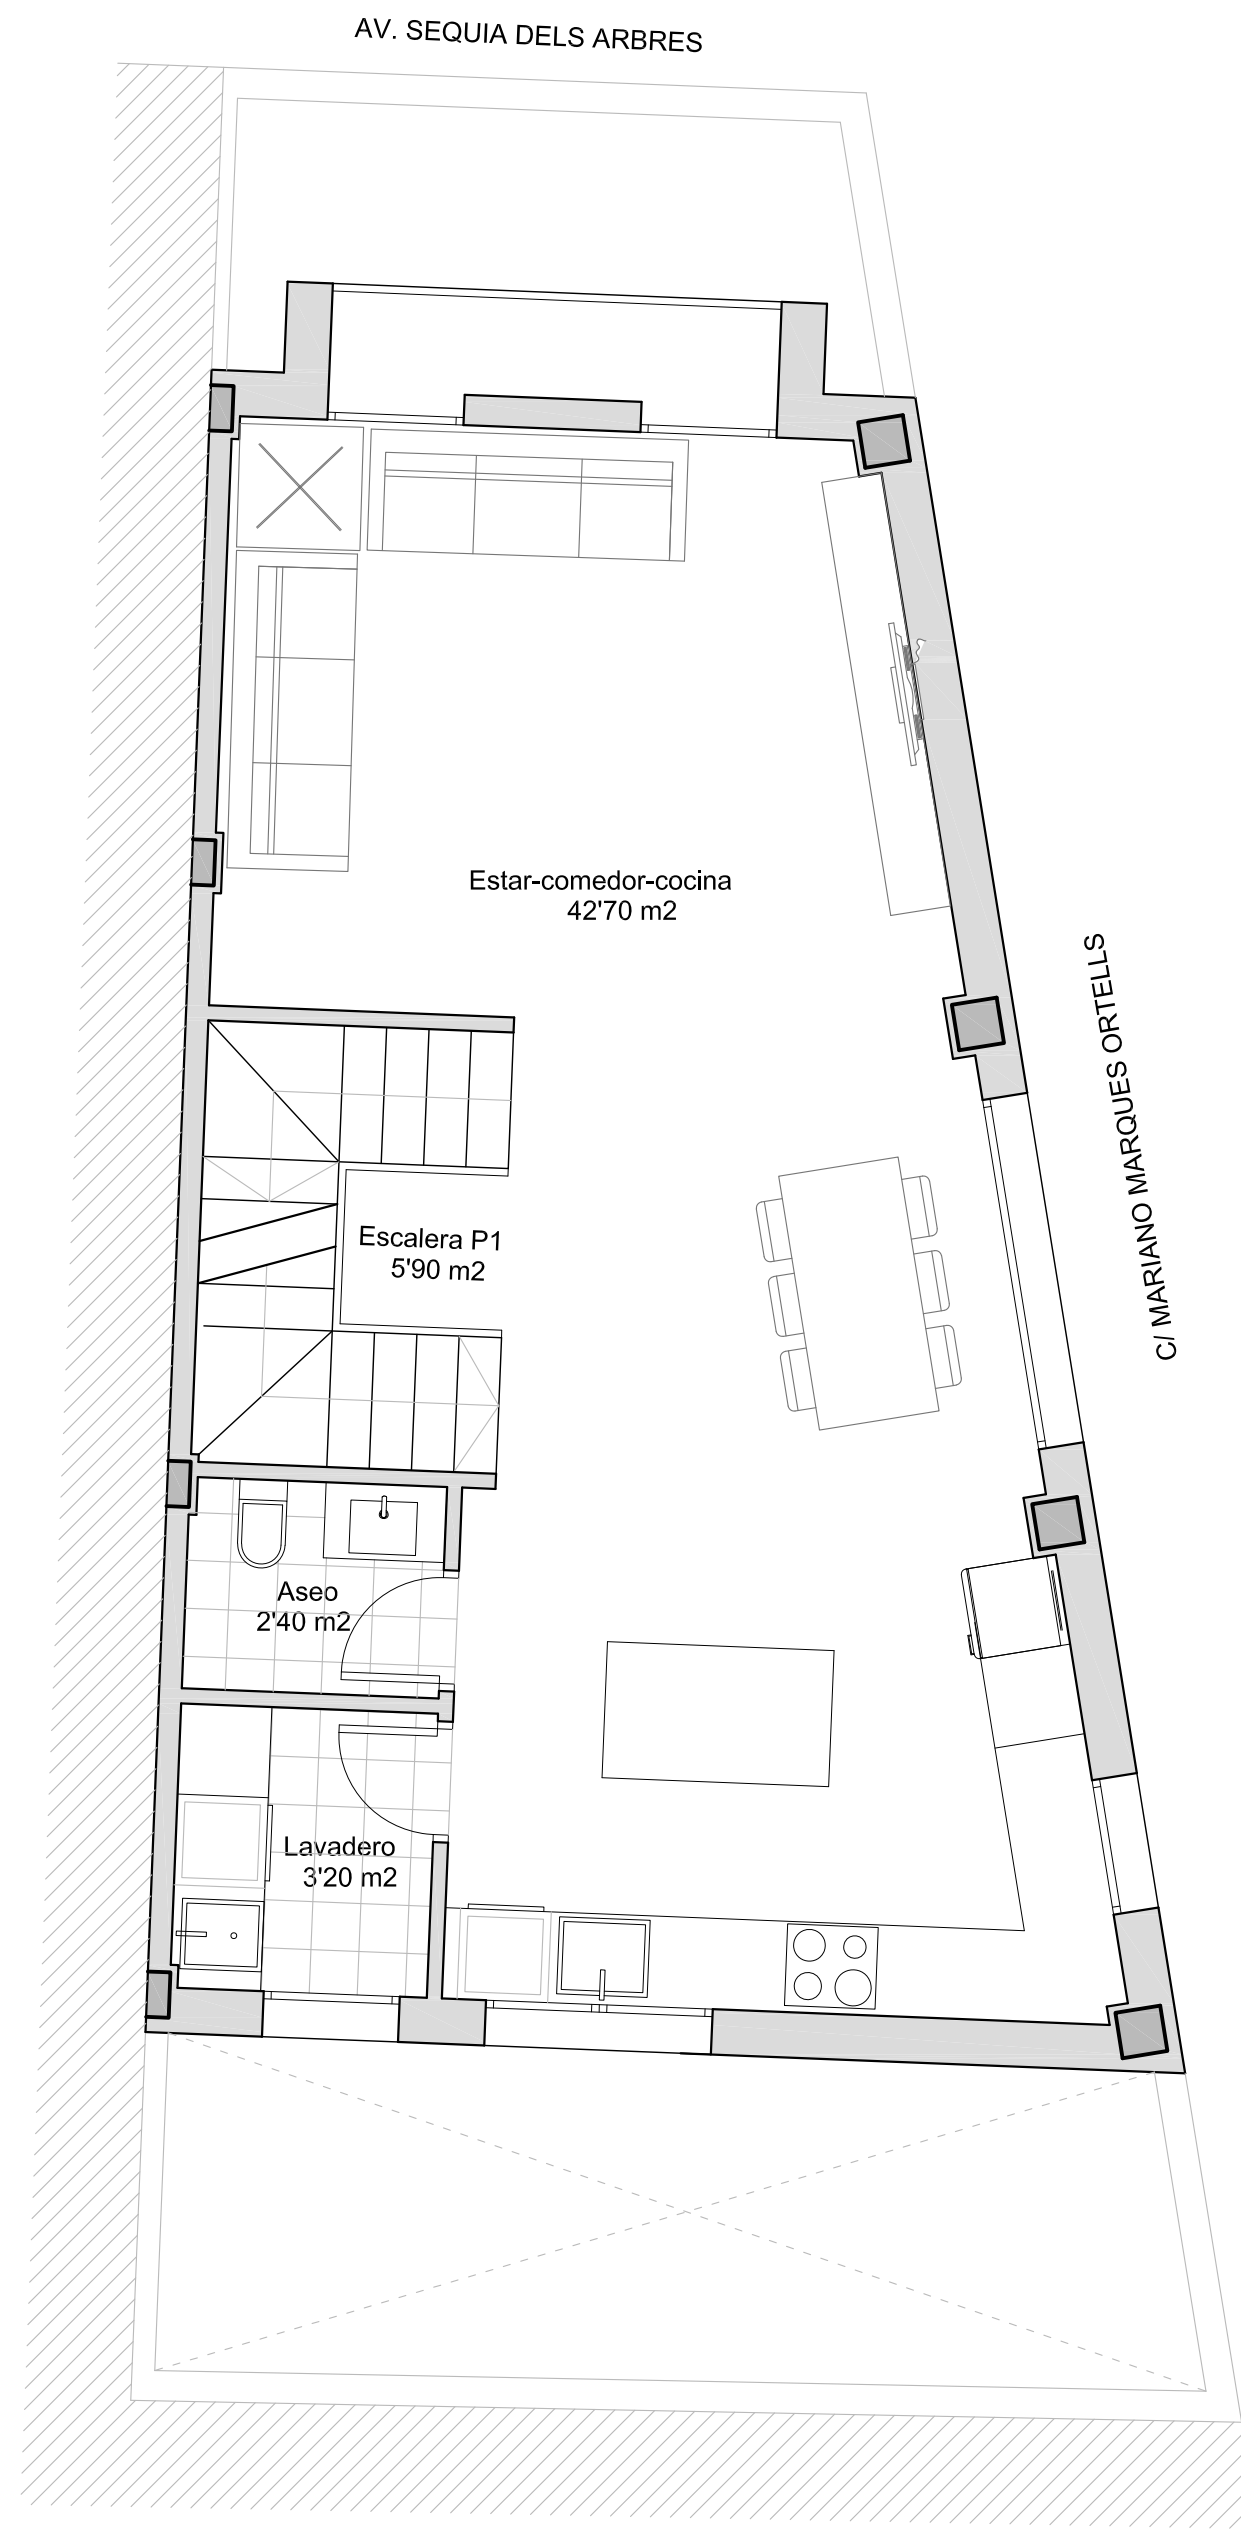 AV. SEQUIA DELS ARBRES
Estar-comedor-cocina
42'70 m2
C/ MARIANO MARQUES ORTELLS
Escalera P1
5'90 m2
Aseo
2'40 m2
Lavadero
3'20 m2